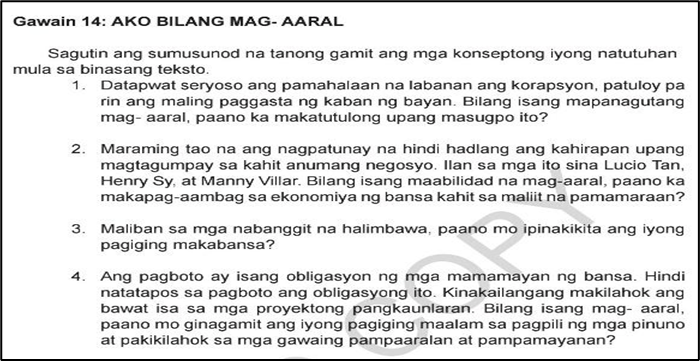 Gawain 14: AKO BILANG MAG- AARAL
Sagutin ang sumusunod na tanong gamit ang mga konseptong iyong natutuhan
mula sa binasang teksto.
1. Datapwat seryoso ang pamahalaan na labanan ang korapsyon, patuloy pa
rin ang maling paggasta ng kaban ng bayan. Bilang isang mapanagutang
mag- aaral, paano ka makatutulong upang masugpo ito?
2. Maraming tao na ang nagpatunay na hindi hadlang ang kahirapan upang
magtagumpay sa kahit anumang negosyo. Ilan sa mga ito sina Lucio Tan,
Henry Sy, at Manny Villar. Bilang isang maabilidad na mag-aaral, paano ka
makapag-aambag sa ekonomiya ng bansa kahit sa maliit na pamamaraan?
3. Maliban sa mga nabanggit na halimbawa, paano mo ipinakikita ang iyong
pagiging makabansa?
4. Ang pagboto ay isang obligasyon ng mga mamamayan ng bansa. Hindi
natatapos sa pagboto ang obligasyong ito. Kinakailangang makilahok ang
bawat isa sa mga proyektong pangkaunlaran. Bilang isang mag- aaral,
paano mo ginagamit ang iyong pagiging maalam sa pagpili ng mga pinuno
at pakikilahok sa mga gawaing pampaaralan at pampamayanan?
COPY